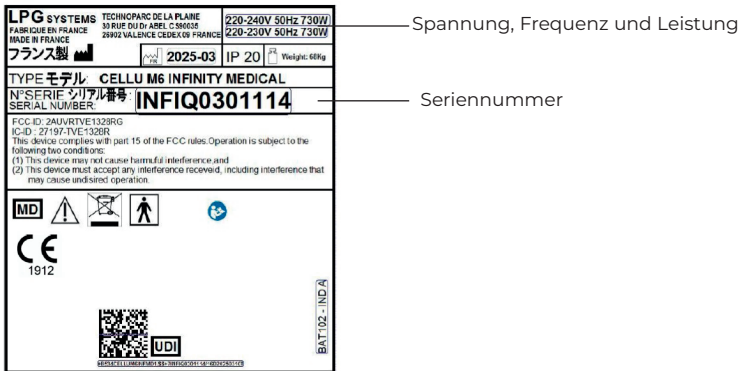 LPG SYSTEMS
FABRIQUE EN FRANCE
MADE IN FRANCE
フランス製
TECHNOPARC DE LA PLAINE
30 RUE DU Dr ABEL CS90035
26902 VALENCE CEDEX 09 FRANCE
220-240V 50Hz 730W
220-230V 50Hz 730W
Spannung, Frequenz und Leistung
FR 2025-03 IP 20 Weight: 68Kg
TYPE モデル: CELLU M6 INFINITY MEDICAL
N°SERIE シリアル番号:
SERIAL NUMBER:
INFIQ0301114
Seriennummer
FCC-ID: 2AUVRTVE1328RG
IC-ID : 27197-TVE1328R
This device complies with part 15 of the FCC rules.Operation is subject to the
following two conditions:
(1) This device may not cause harmuful interference,and
(2) This device must accept any interference receveid, including interference that
may cause undisired operation.
MD
CE
1912
BAT102 - IND A
UDI